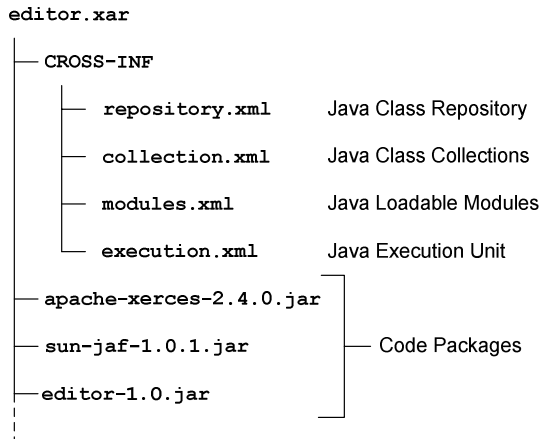 editor.xar
CROSS-INF
repository.xml Java Class Repository
collection.xml Java Class Collections
modules.xml Java Loadable Modules
execution.xml Java Execution Unit
apache-xerces-2.4.0.jar
sun-jaf-1.0.1.jar Code Packages
editor-1.0.jar